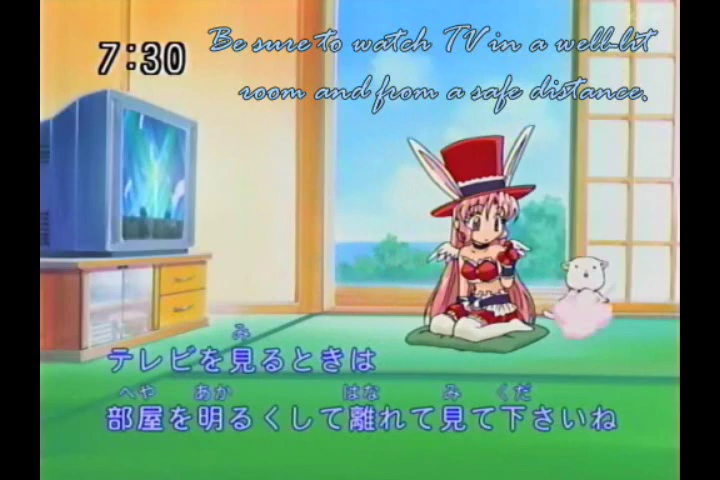 7:30
Be sure to watch TV in a well-lit
room and from a safe distance.
み
テレビを見るときは
へや あか はな み くだ
部屋を明るくして離れて見て下さいね